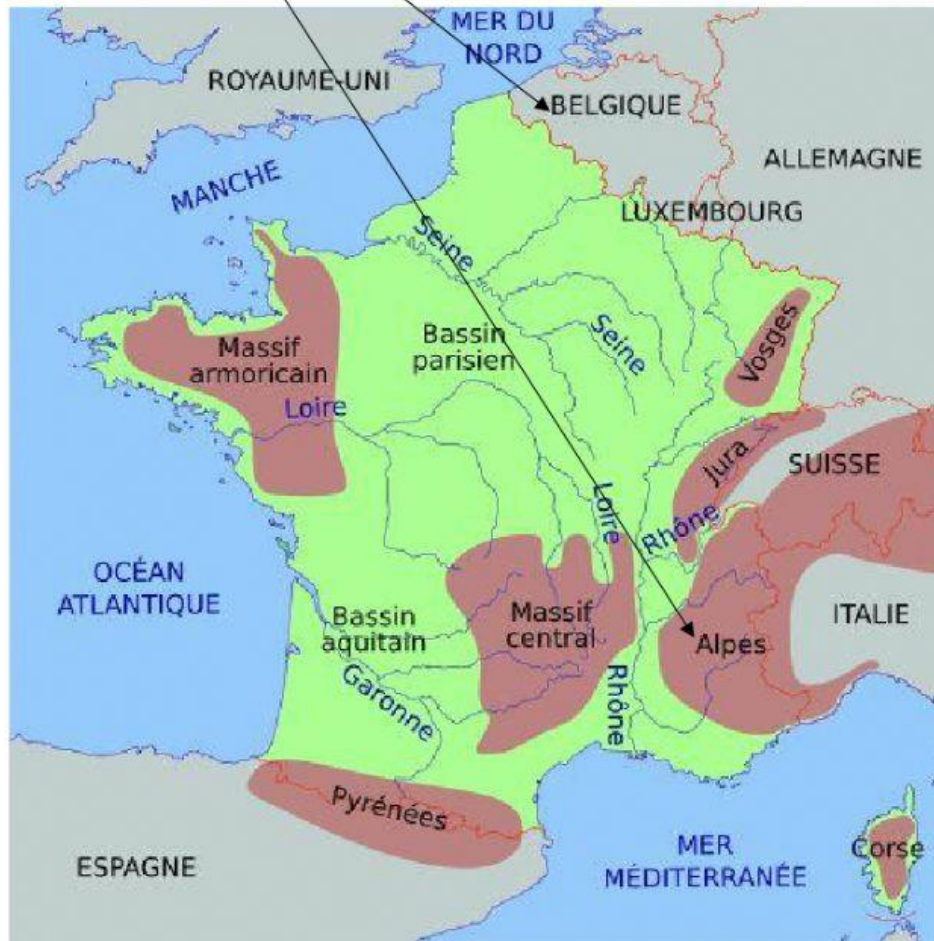 MER DU
NORD
ROYAUME-UNI
BELGIQUE
ALLEMAGNE
MANCHE
LUXEMBOURG
Seine
Bassin
parisien
Seine
Vosges
Massif
armoricain
Loire
Jura
SUISSE
Loire
Rhône
OCÉAN
ATLANTIQUE
Bassin
aquitain
Massif
central
Alpes
ITALIE
Garonne
Rhône
Pyrénées
ESPAGNE
MER
MÉDITERRANÉE
Corse